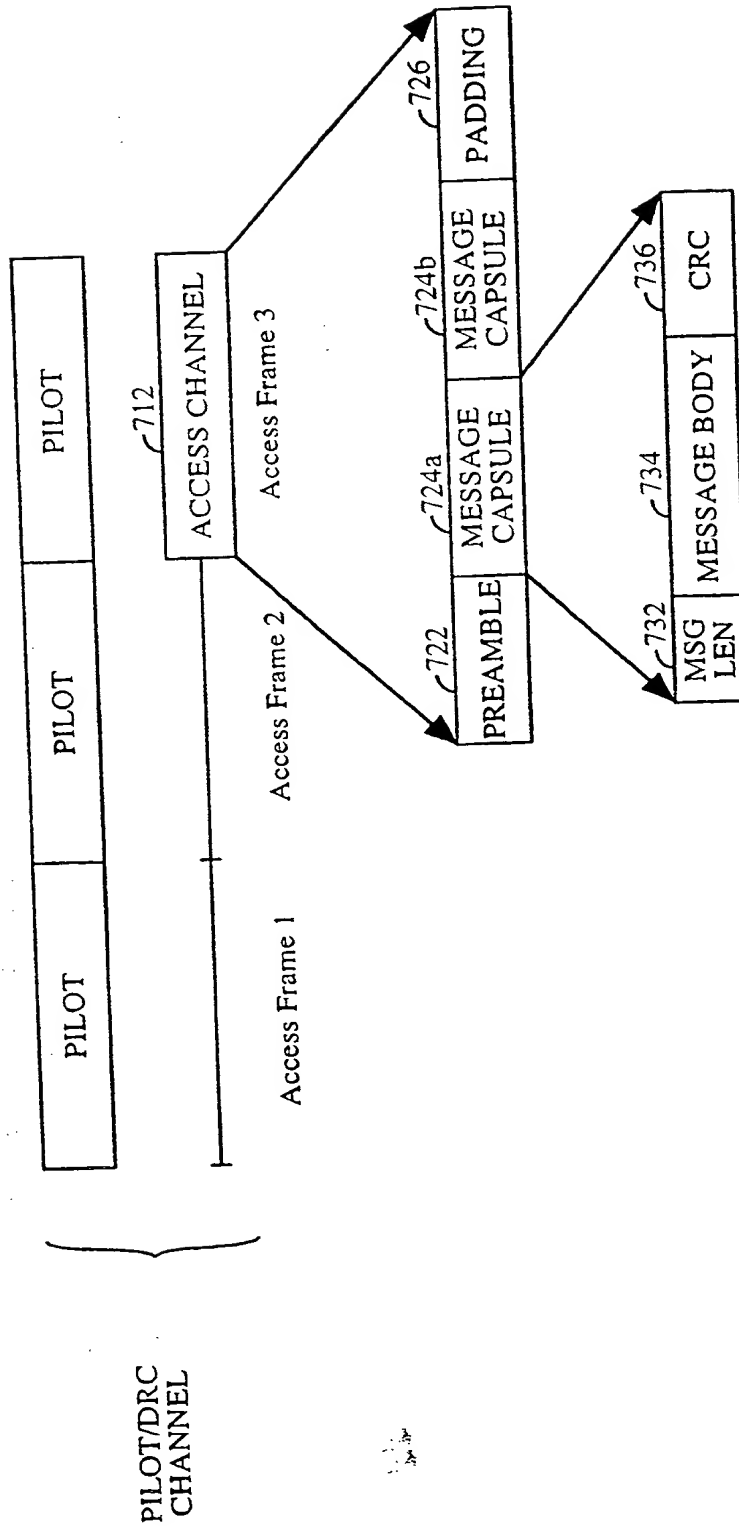 PILOT/DRC
CHANNEL
PILOT
PILOT
PILOT
712
ACCESS CHANNEL
Access Frame 1
Access Frame 2
Access Frame 3
722
724a
724b
726
PREAMBLE
MESSAGE
CAPSULE
MESSAGE
CAPSULE
PADDING
732
734
736
MSG
LEN
MESSAGE BODY
CRC